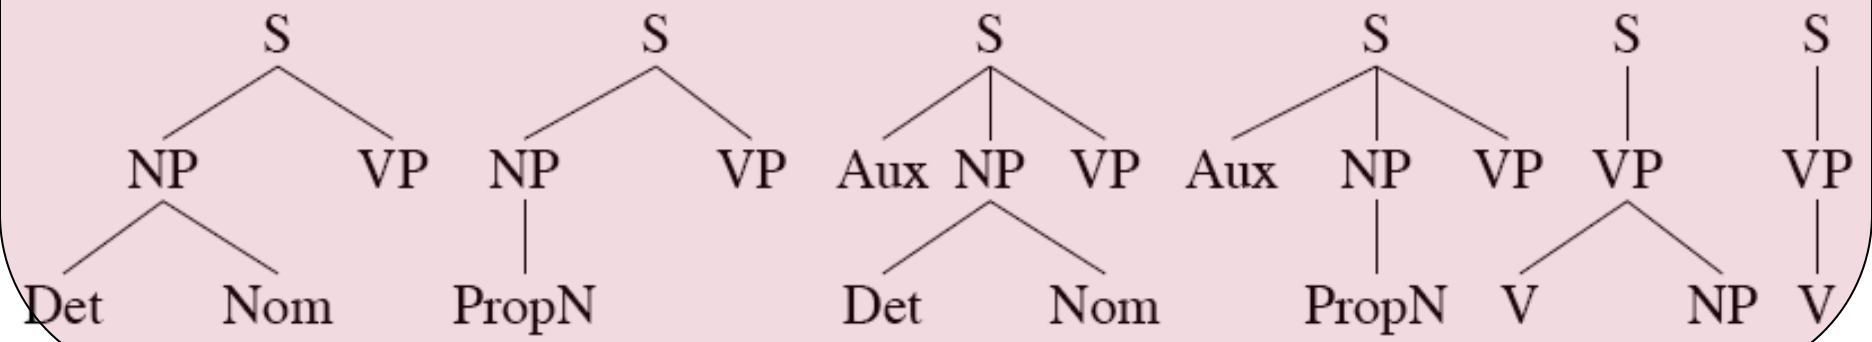 S S S S S S
NP VP NP VP Aux NP VP Aux NP VP VP VP
Det Nom PropN Det Nom PropN V NP V